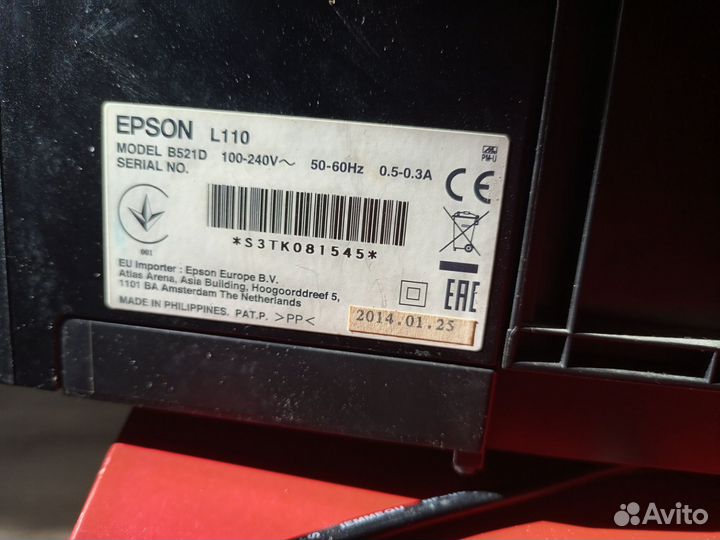 EPSON L110
MODEL B521D 100-240V～ 50-60Hz 0.5-0.3A
SERIAL NO.
PM-U
CE
001
*S3TK081545*
EU Importer : Epson Europe B.V.
Atlas Arena, Asia Building, Hoogoorddreef 5,
1101 BA Amsterdam The Netherlands
MADE IN PHILIPPINES. PAT.P. >PP<
EAC
2014.01.25
Avito